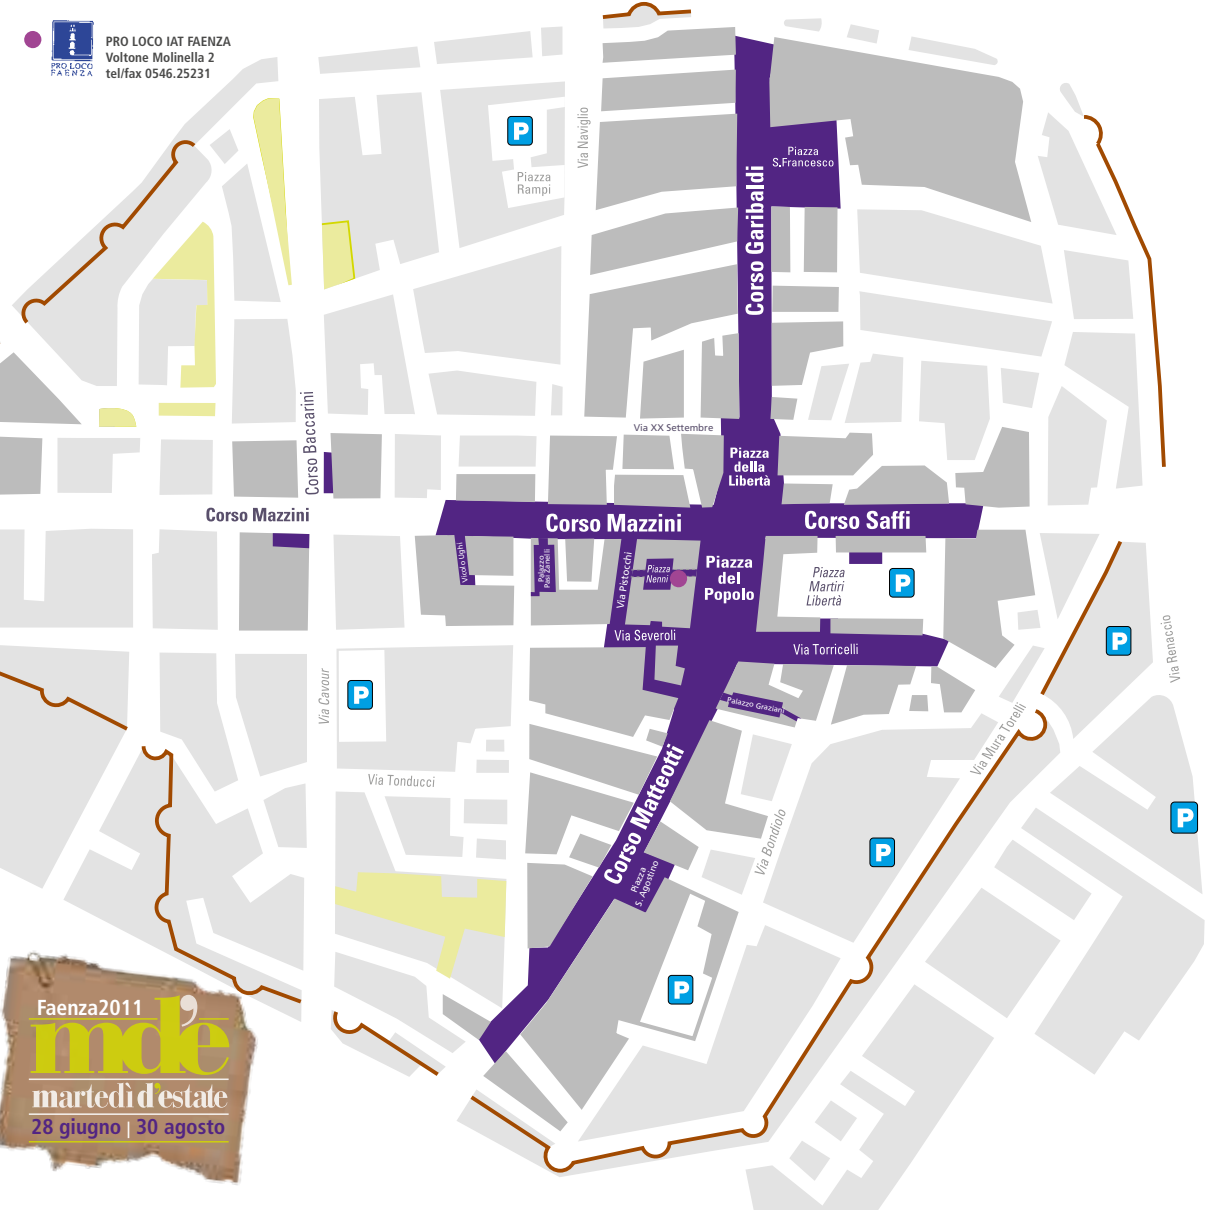 PRO LOCO
FAENZA
PRO LOCO IAT FAENZA
Voltone Molinella 2
tel/fax 0546.25231
P
Piazza
Rampi
Via Naviglio
Piazza
S.Francesco
Corso Garibaldi
Corso Baccarini
Via XX Settembre
Piazza
della
Libertà
Corso Mazzini
Corso Mazzini
Corso Saffi
Vicolo Ughi
Palazzo
Pasi Zanelli
Via Pistocchi
Piazza
Nenni
Piazza
del
Popolo
Piazza
Martiri
Libertà
P
Via Severoli
Via Torricelli
P
Via Renaccio
Via Cavour
P
Palazzo Graziani
Via Mura Torelli
Via Tonducci
Corso Matteotti
Via Bondiolo
P
P
Piazza
S. Agostino
P
Faenza2011
md'e
martedì d'estate
28 giugno | 30 agosto